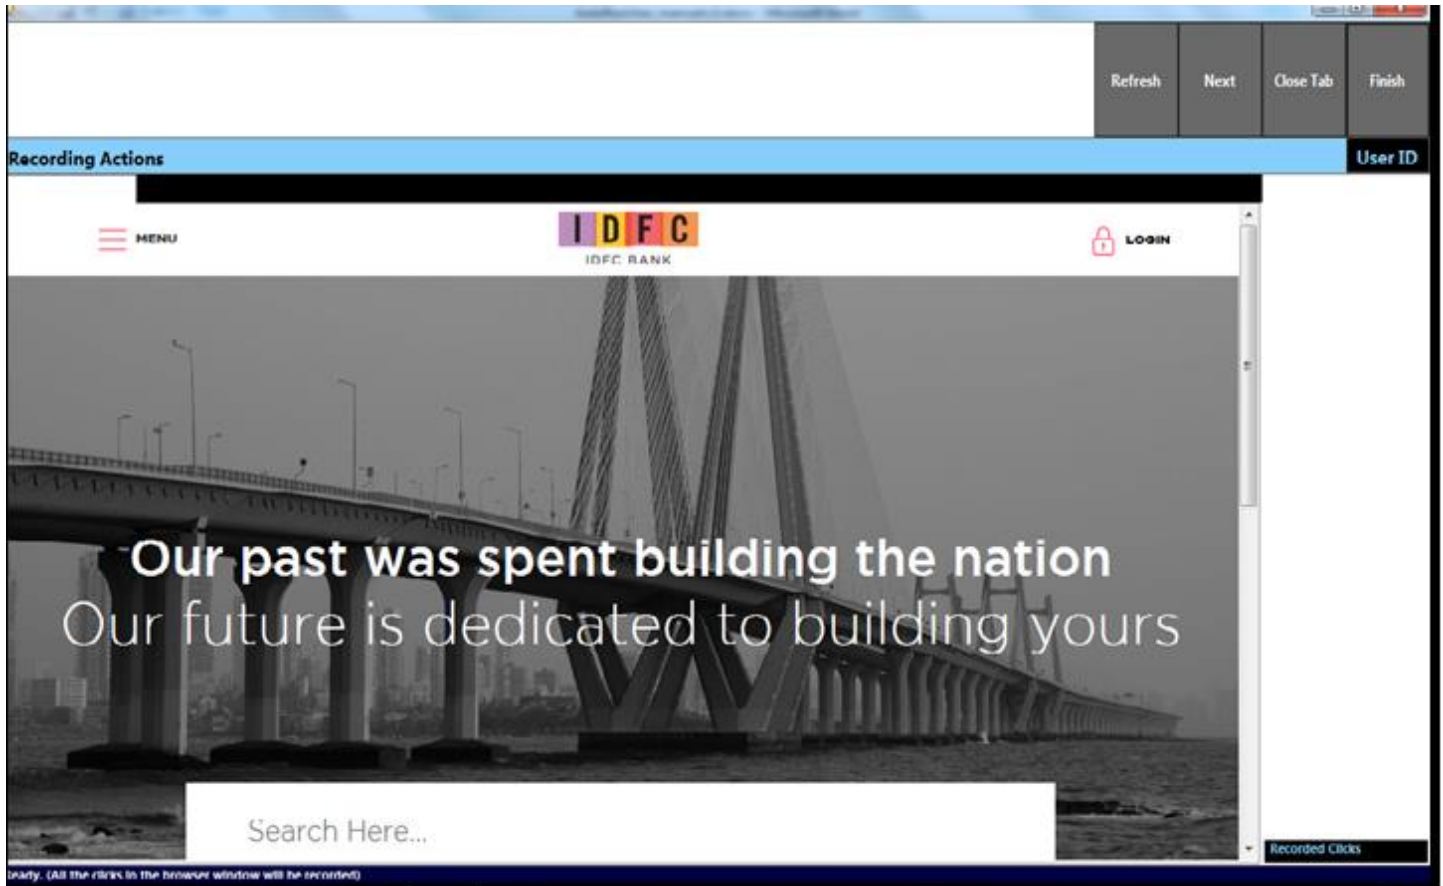 Refresh Next Close Tab Finish
Recording Actions User ID
MENU
I D F C
IDFC BANK
LOGIN
Our past was spent building the nation
Our future is dedicated to building yours
Search Here...
Recorded Clicks
(All the clicks in the browser window will be recorded)